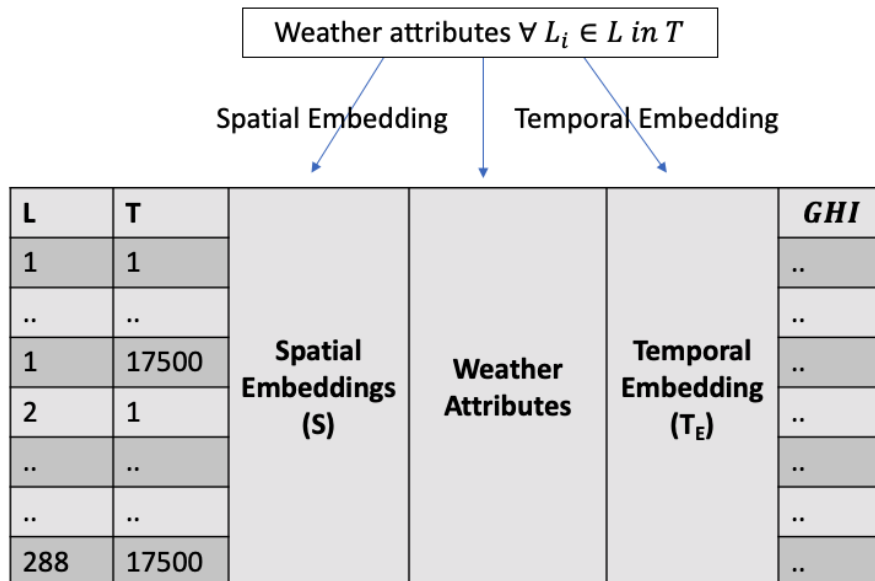 Weather attributes ∀ L_i ∈ L in T
Spatial Embedding Temporal Embedding
L T GHI
1 1 ..
.. .. ..
1 17500 ..
2 1 ..
.. .. ..
.. .. ..
288 17500 ..
Spatial
Embeddings
(S)
Weather
Attributes
Temporal
Embedding
(T_E)